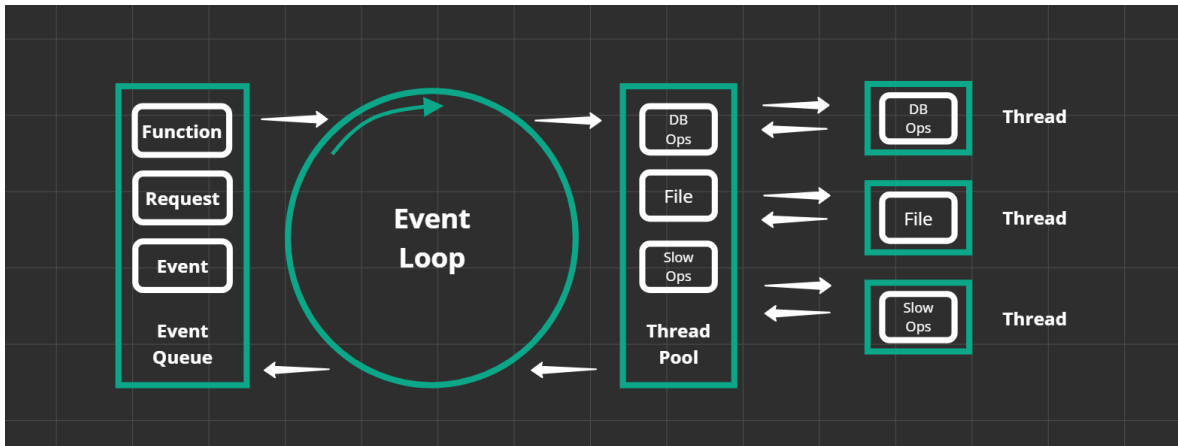 Function
Request
Event
Event
Queue
Event
Loop
DB
Ops
File
Slow
Ops
Thread
Pool
DB
Ops
Thread
File
Thread
Slow
Ops
Thread